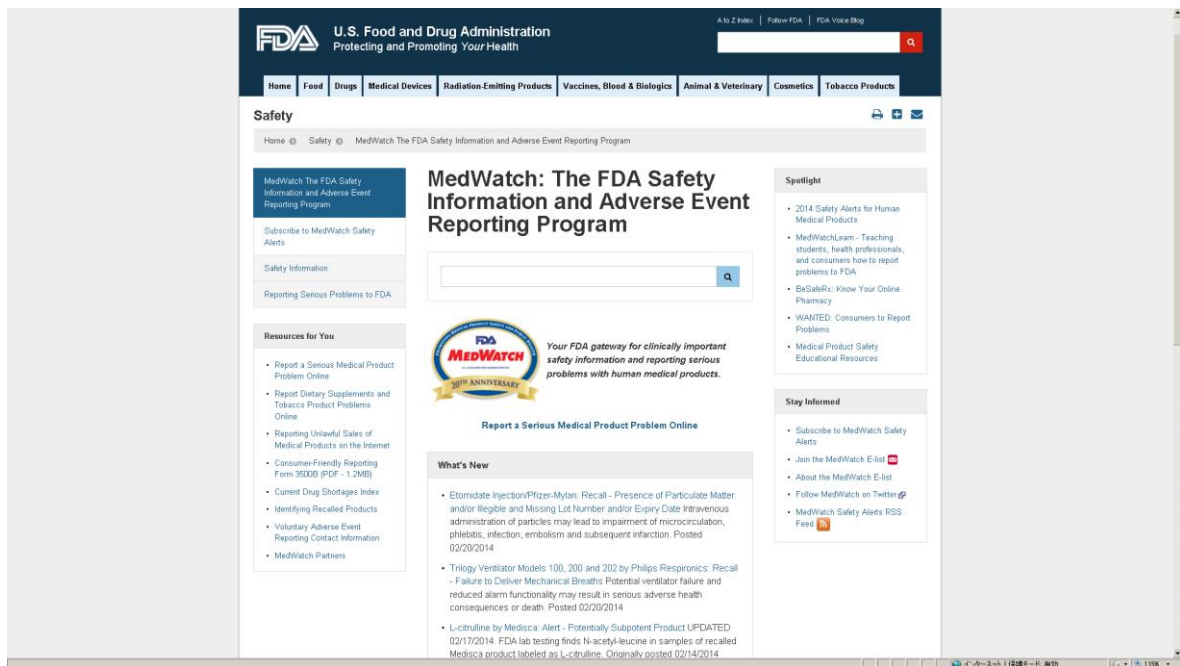 A to Z Index | Follow FDA | FDA Voice Blog
FDA
U.S. Food and Drug Administration
Protecting and Promoting Your Health
Home
Food
Drugs
Medical Devices
Radiation-Emitting Products
Vaccines, Blood & Biologics
Animal & Veterinary
Cosmetics
Tobacco Products
Safety
Home
Safety
MedWatch The FDA Safety Information and Adverse Event Reporting Program
MedWatch The FDA Safety
Information and Adverse Event
Reporting Program
Subscribe to MedWatch Safety
Alerts
Safety Information
Reporting Serious Problems to FDA
Resources for You
• Report a Serious Medical Product
Problem Online
• Report Dietary Supplements and
Tobacco Product Problems
Online
• Reporting Unlawful Sales of
Medical Products on the Internet
• Consumer-Friendly Reporting
Form 3500B (PDF - 1.2MB)
• Current Drug Shortages Index
• Identifying Recalled Products
• Voluntary Adverse Event
Reporting Contact Information
• MedWatch Partners
MedWatch: The FDA Safety
Information and Adverse Event
Reporting Program
FDA
MEDWATCH
20TH ANNIVERSARY
Your FDA gateway for clinically important
safety information and reporting serious
problems with human medical products.
Report a Serious Medical Product Problem Online
What's New
• Etomidate Injection/Pfizer-Mylan: Recall - Presence of Particulate Matter
and/or Illegible and Missing Lot Number and/or Expiry Date Intravenous
administration of particles may lead to impairment of microcirculation,
phlebitis, infection, embolism and subsequent infarction. Posted
02/20/2014
• Trilogy Ventilator Models 100, 200 and 202 by Philips Respironics: Recall
- Failure to Deliver Mechanical Breaths Potential ventilator failure and
reduced alarm functionality may result in serious adverse health
consequences or death. Posted 02/20/2014
• L-citrulline by Medisca: Alert - Potentially Subpotent Product UPDATED
02/17/2014. FDA lab testing finds N-acetyl-leucine in samples of recalled
Medisca product labeled as L-citrulline. Originally posted 02/14/2014
Spotlight
• 2014 Safety Alerts for Human
Medical Products
• MedWatchLearn - Teaching
students, health professionals,
and consumers how to report
problems to FDA
• BeSafeRx: Know Your Online
Pharmacy
• WANTED: Consumers to Report
Problems
• Medical Product Safety
Educational Resources
Stay Informed
• Subscribe to MedWatch Safety
Alerts
• Join the MedWatch E-list
• About the MedWatch E-list
• Follow MedWatch on Twitter
• MedWatch Safety Alerts RSS
Feed
インターネット | 保護モード: 有効
115%